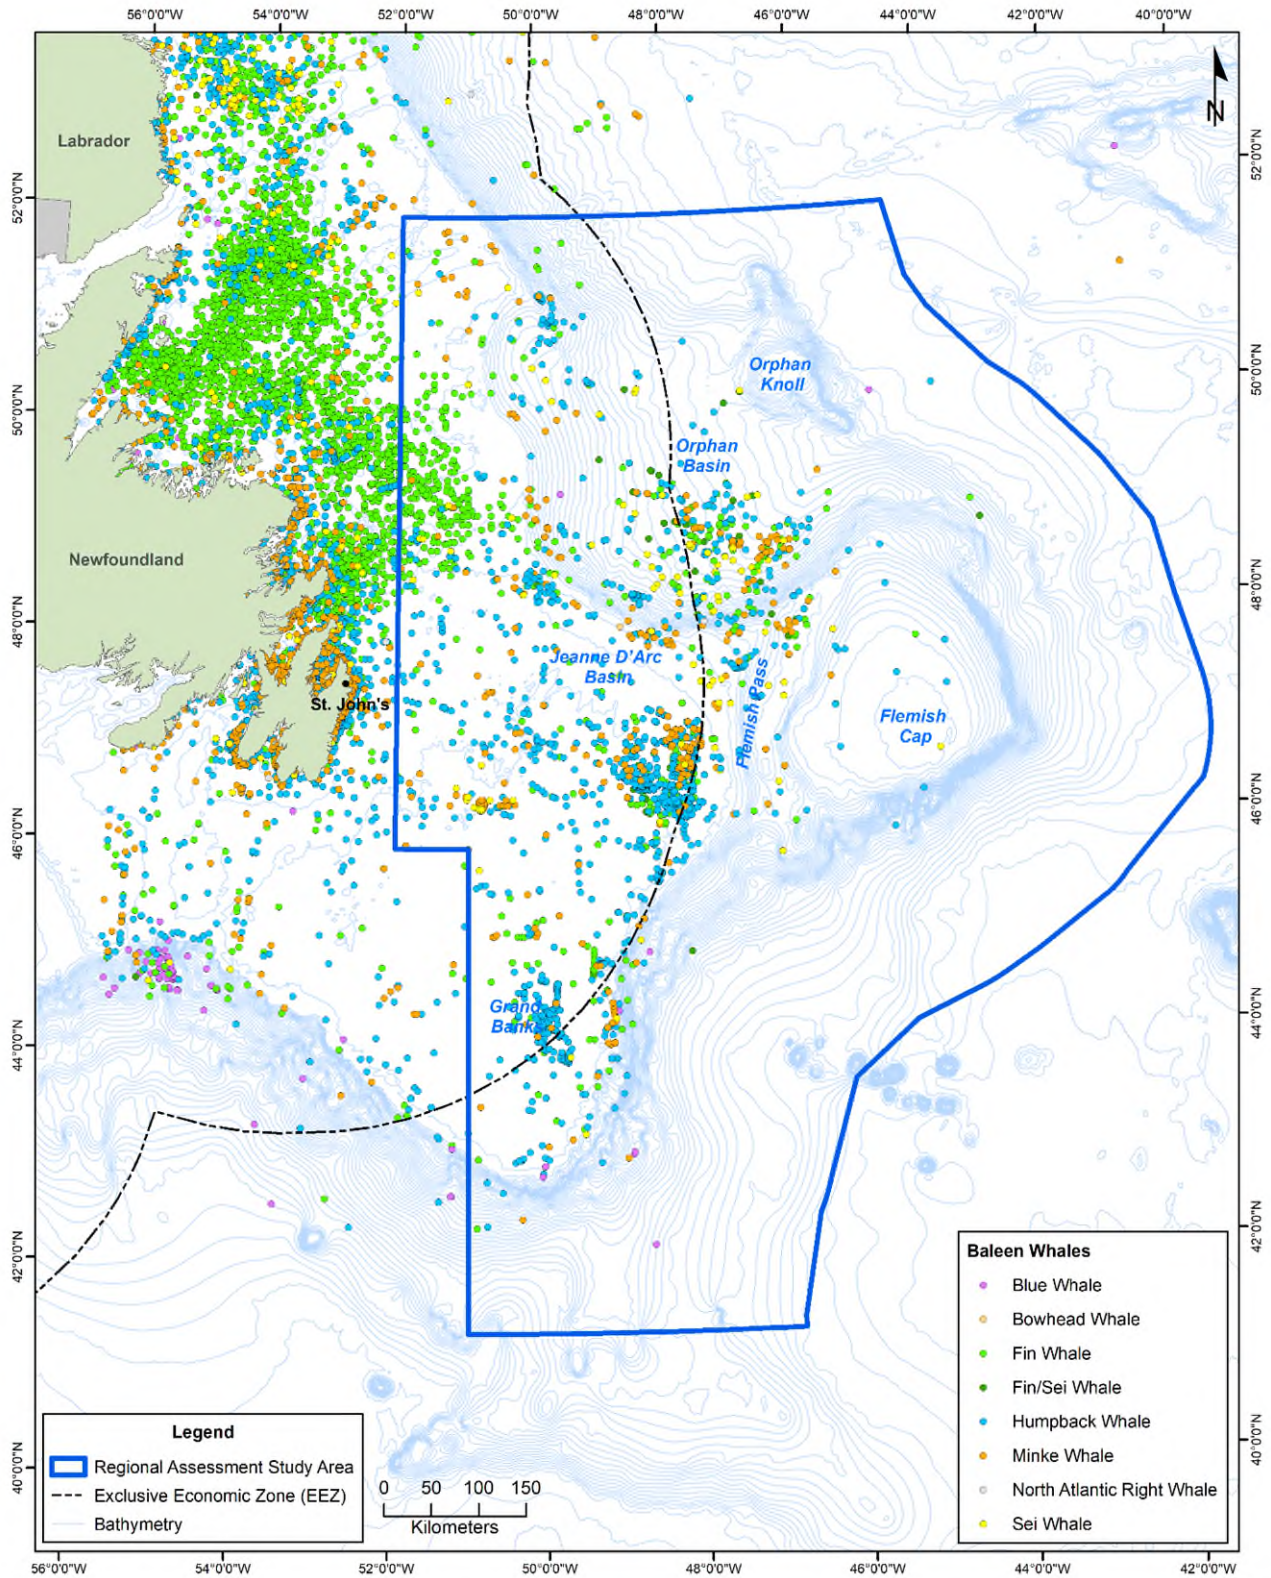 56°0'0"W 54°0'0"W 52°0'0"W 50°0'0"W 48°0'0"W 46°0'0"W 44°0'0"W 42°0'0"W 40°0'0"W
N
Labrador
52°0'0"N
52°0'0"N
Orphan
Knoll
50°0'0"N
50°0'0"N
Orphan
Basin
Newfoundland
48°0'0"N
48°0'0"N
Jeanne D'Arc
Basin
Flemish Pass
St. John's
Flemish
Cap
46°0'0"N
46°0'0"N
Grand
Banks
44°0'0"N
44°0'0"N
42°0'0"N
42°0'0"N
40°0'0"N
40°0'0"N
Baleen Whales
Blue Whale
Bowhead Whale
Fin Whale
Fin/Sei Whale
Humpback Whale
Minke Whale
North Atlantic Right Whale
Sei Whale
Legend
Regional Assessment Study Area
Exclusive Economic Zone (EEZ)
Bathymetry
0 50 100 150
Kilometers
56°0'0"W 54°0'0"W 52°0'0"W 50°0'0"W 48°0'0"W 46°0'0"W 44°0'0"W 42°0'0"W